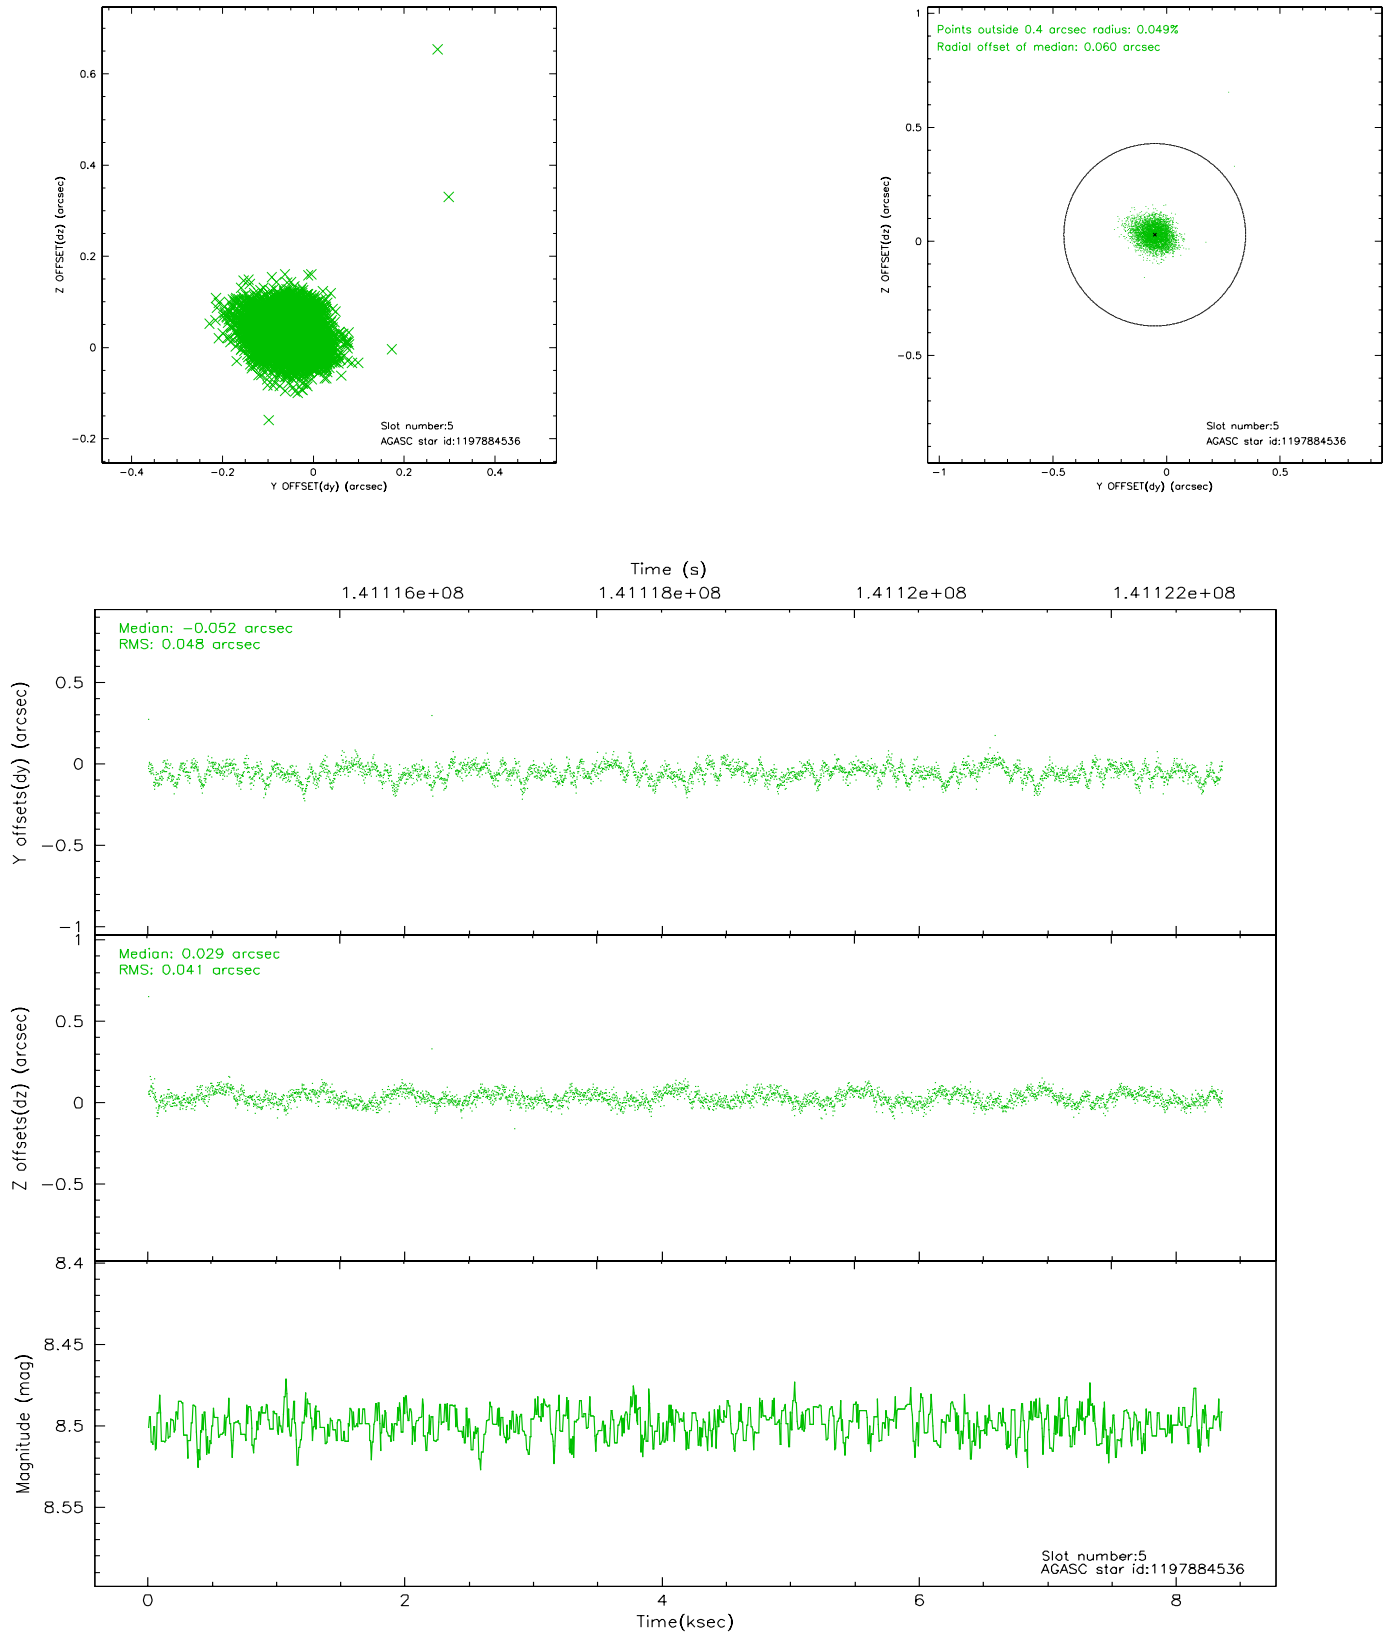 0.6
0.4
0.2
0
−0.2
Z OFFSET(dz) (arcsec)
Slot number:5
AGASC star id:1197884536
−0.4 −0.2 0 0.2 0.4
Y OFFSET(dy) (arcsec)
Points outside 0.4 arcsec radius: 0.049%
Radial offset of median: 0.060 arcsec
1
0.5
0
−0.5
Z OFFSET(dz) (arcsec)
Slot number:5
AGASC star id:1197884536
−1 −0.5 0 0.5
Y OFFSET(dy) (arcsec)
Time (s)
1.41116e+08 1.41118e+08 1.4112e+08 1.41122e+08
Median: −0.052 arcsec
RMS: 0.048 arcsec
0.5
0
−0.5
−1
Y offsets(dy) (arcsec)
Median: 0.029 arcsec
RMS: 0.041 arcsec
1
0.5
0
−0.5
Z offsets(dz) (arcsec)
8.4
8.45
8.5
8.55
Magnitude (mag)
Slot number:5
AGASC star id:1197884536
0 2 4 6 8
Time(ksec)